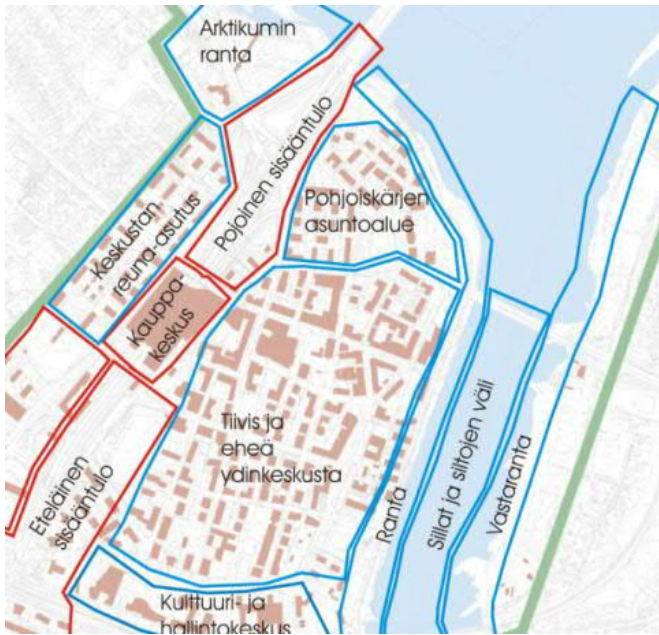 Arktikumin
ranta
Pojoinen sisääntulo
Pohjoiskärjen
asuntoalue
Keskustan
reuna-asutus
Kauppa-
keskus
Tiivis ja
eheä
ydinkeskusta
Eteläinen
sisääntulo
Ranta
Sillat ja siltojen väli
Vastaranta
Kulttuuri- ja
hallintokeskus